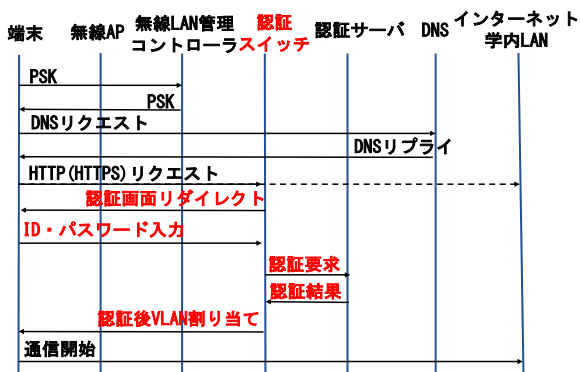 端末
無線AP
無線LAN管理
コントローラ
認証
スイッチ
認証サーバ
DNS
インターネット
学内LAN
PSK
PSK
DNSリクエスト
DNSリプライ
HTTP(HTTPS)リクエスト
認証画面リダイレクト
ID・パスワード入力
認証要求
認証結果
認証後VLAN割り当て
通信開始